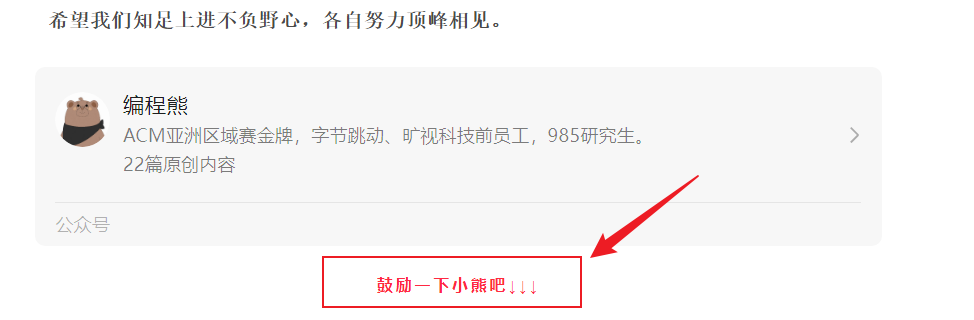 希望我们知足上进不负野心，各自努力顶峰相见。
编程熊
ACM亚洲区域赛金牌，字节跳动、旷视科技前员工，985研究生。
22篇原创内容
公众号
鼓励一下小熊吧↓↓↓